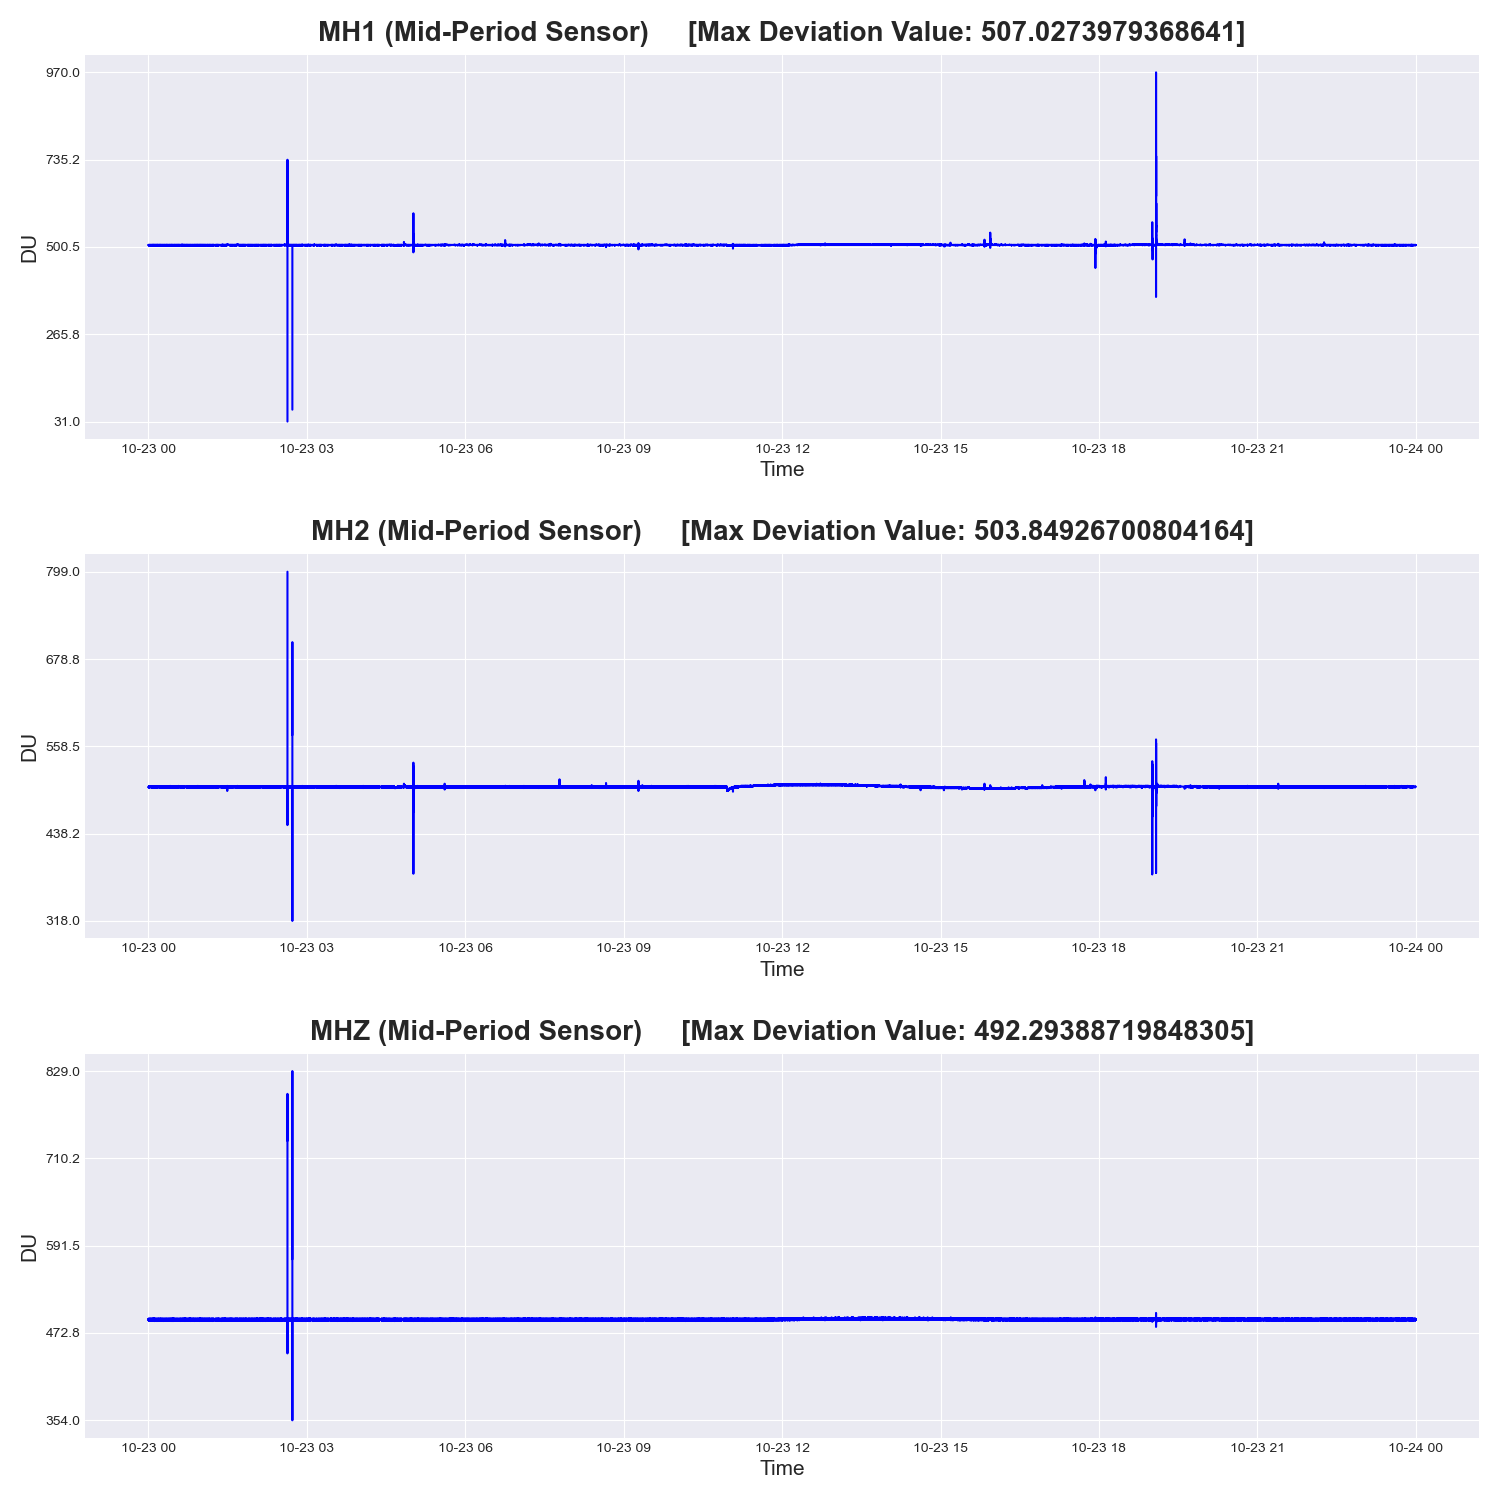 MH1 (Mid-Period Sensor) [Max Deviation Value: 507.0273979368641]
970.0
735.2
500.5
265.8
31.0
DU
10-23 00 10-23 03 10-23 06 10-23 09 10-23 12 10-23 15 10-23 18 10-23 21 10-24 00
Time
MH2 (Mid-Period Sensor) [Max Deviation Value: 503.84926700804164]
799.0
678.8
558.5
438.2
318.0
DU
10-23 00 10-23 03 10-23 06 10-23 09 10-23 12 10-23 15 10-23 18 10-23 21 10-24 00
Time
MHZ (Mid-Period Sensor) [Max Deviation Value: 492.29388719848305]
829.0
710.2
591.5
472.8
354.0
DU
10-23 00 10-23 03 10-23 06 10-23 09 10-23 12 10-23 15 10-23 18 10-23 21 10-24 00
Time